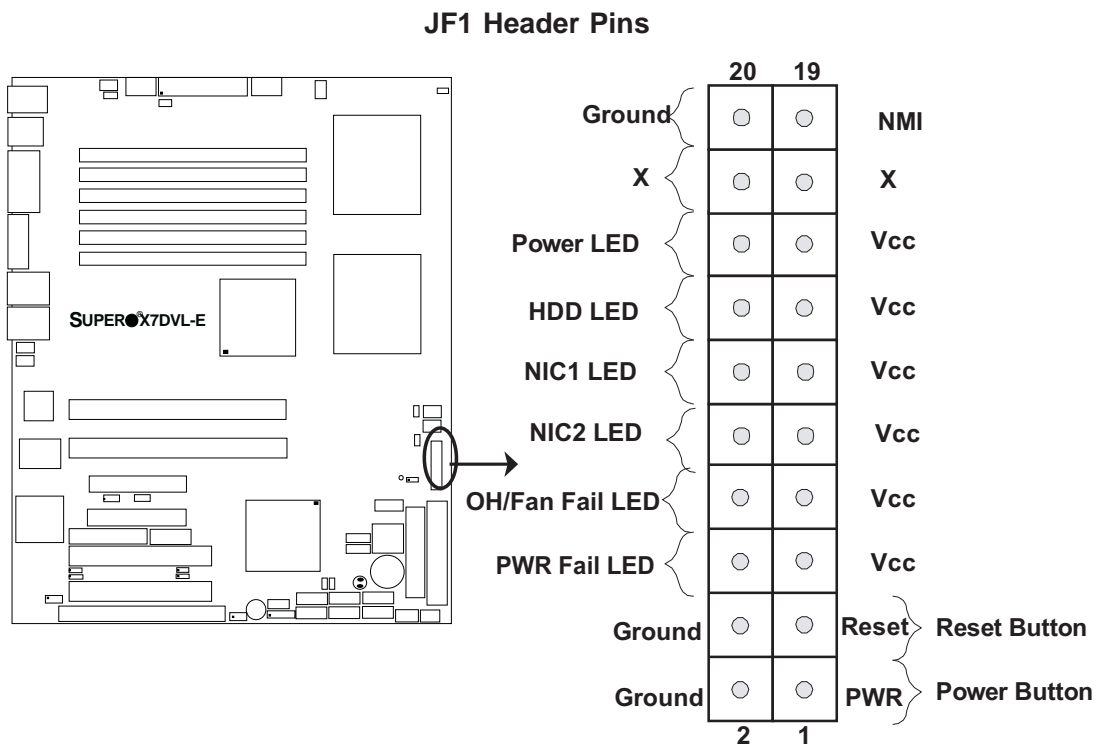 JF1 Header Pins
20 19
Ground NMI
X X
Power LED Vcc
HDD LED Vcc
SUPER®X7DVL-E
NIC1 LED Vcc
NIC2 LED Vcc
OH/Fan Fail LED Vcc
PWR Fail LED Vcc
Ground Reset Reset Button
Ground PWR Power Button
2 1